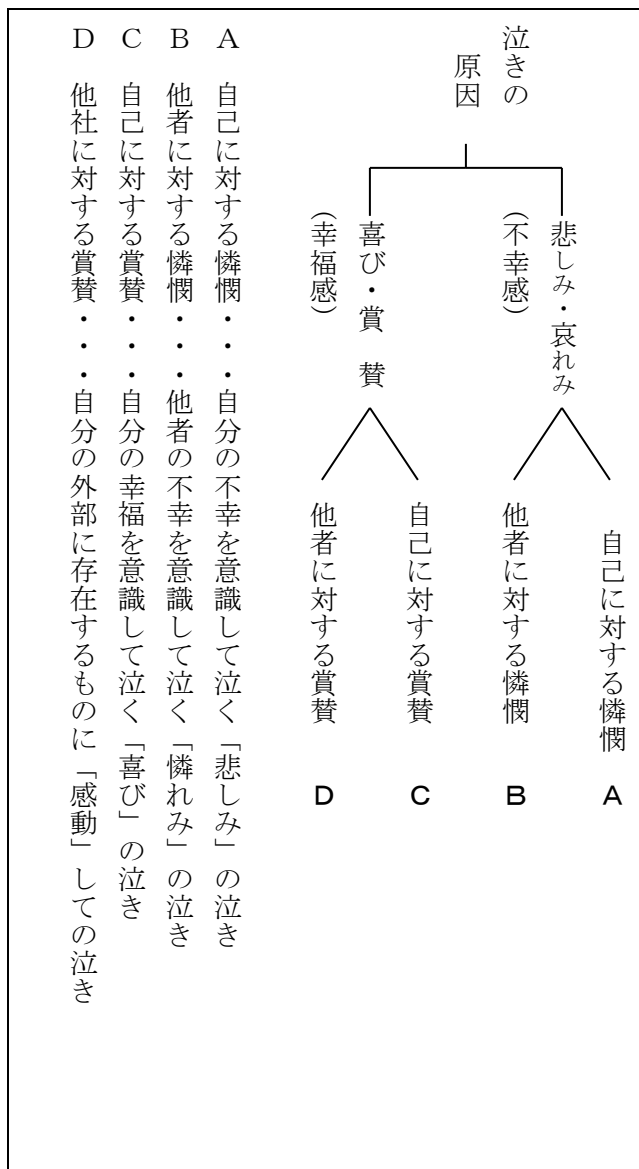 泣きの
原因
悲しみ・哀れみ
(不幸感)
自己に対する憐憫 A
他者に対する憐憫 B
喜び・賞 賛
(幸福感)
自己に対する賞賛 C
他者に対する賞賛 D
A 自己に対する憐憫・・・自分の不幸を意識して泣く「悲しみ」の泣き
B 他者に対する憐憫・・・他者の不幸を意識して泣く「憐れみ」の泣き
C 自己に対する賞賛・・・自分の幸福を意識して泣く「喜び」の泣き
D 他社に対する賞賛・・・自分の外部に存在するものに「感動」しての泣き